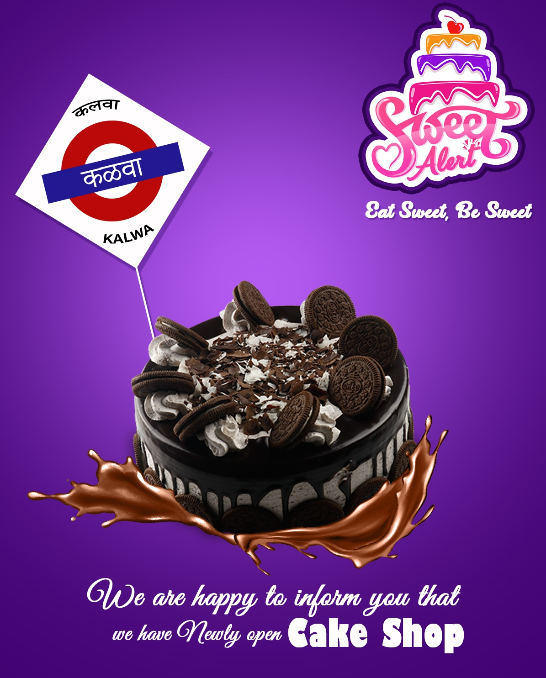 Sweet
Alert
Eat Sweet, Be Sweet
कलवा
कळवा
KALWA
We are happy to inform you that
we have Newly open Cake Shop